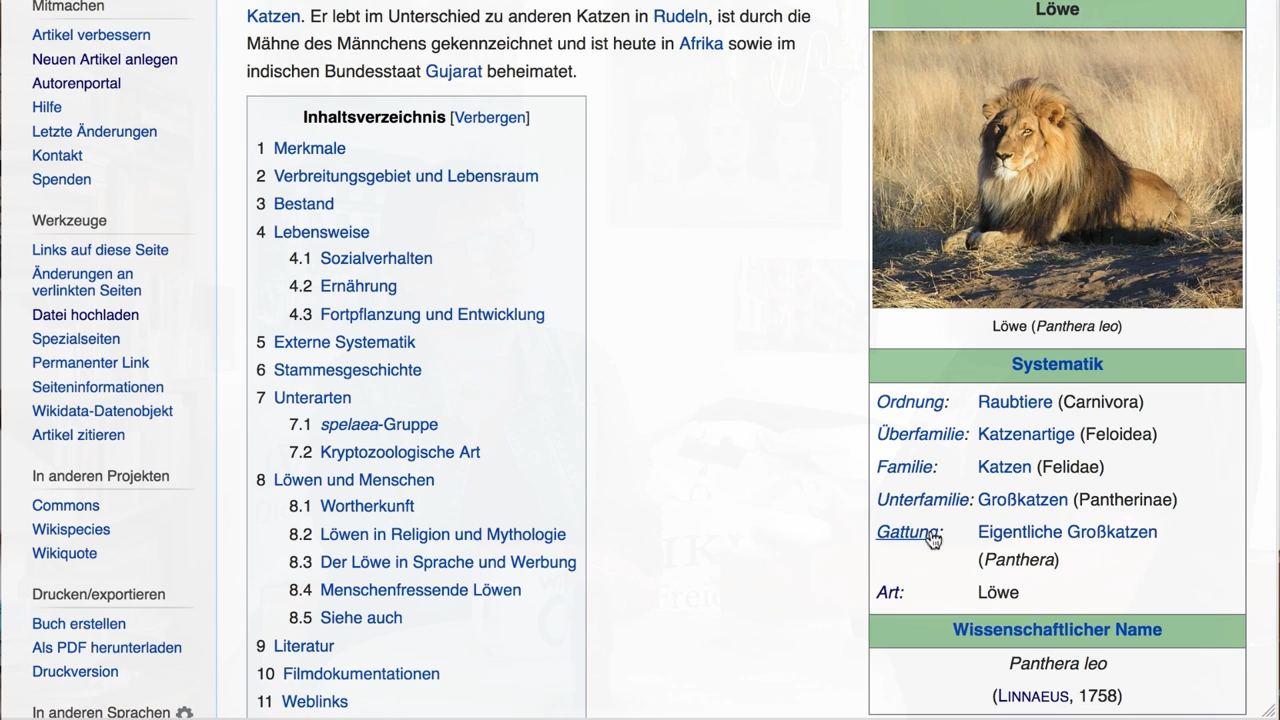 Mitmachen
Artikel verbessern
Neuen Artikel anlegen
Autorenportal
Hilfe
Letzte Änderungen
Kontakt
Spenden
Werkzeuge
Links auf diese Seite
Änderungen an
verlinkten Seiten
Datei hochladen
Spezialseiten
Permanenter Link
Seiteninformationen
Wikidata-Datenobjekt
Artikel zitieren
In anderen Projekten
Commons
Wikispecies
Wikiquote
Drucken/exportieren
Buch erstellen
Als PDF herunterladen
Druckversion
In anderen Sprachen
Katzen. Er lebt im Unterschied zu anderen Katzen in Rudeln, ist durch die
Mähne des Männchens gekennzeichnet und ist heute in Afrika sowie im
indischen Bundesstaat Gujarat beheimatet.
Inhaltsverzeichnis [Verbergen]
1 Merkmale
2 Verbreitungsgebiet und Lebensraum
3 Bestand
4 Lebensweise
4.1 Sozialverhalten
4.2 Ernährung
4.3 Fortpflanzung und Entwicklung
5 Externe Systematik
6 Stammesgeschichte
7 Unterarten
7.1 spelaea-Gruppe
7.2 Kryptozoologische Art
8 Löwen und Menschen
8.1 Wortherkunft
8.2 Löwen in Religion und Mythologie
8.3 Der Löwe in Sprache und Werbung
8.4 Menschenfressende Löwen
8.5 Siehe auch
9 Literatur
10 Filmdokumentationen
11 Weblinks
Löwe
Löwe (Panthera leo)
Systematik
Ordnung: Raubtiere (Carnivora)
Überfamilie: Katzenartige (Feloidea)
Familie: Katzen (Felidae)
Unterfamilie: Großkatzen (Pantherinae)
Gattung: Eigentliche Großkatzen
(Panthera)
Art: Löwe
Wissenschaftlicher Name
Panthera leo
(LINNAEUS, 1758)